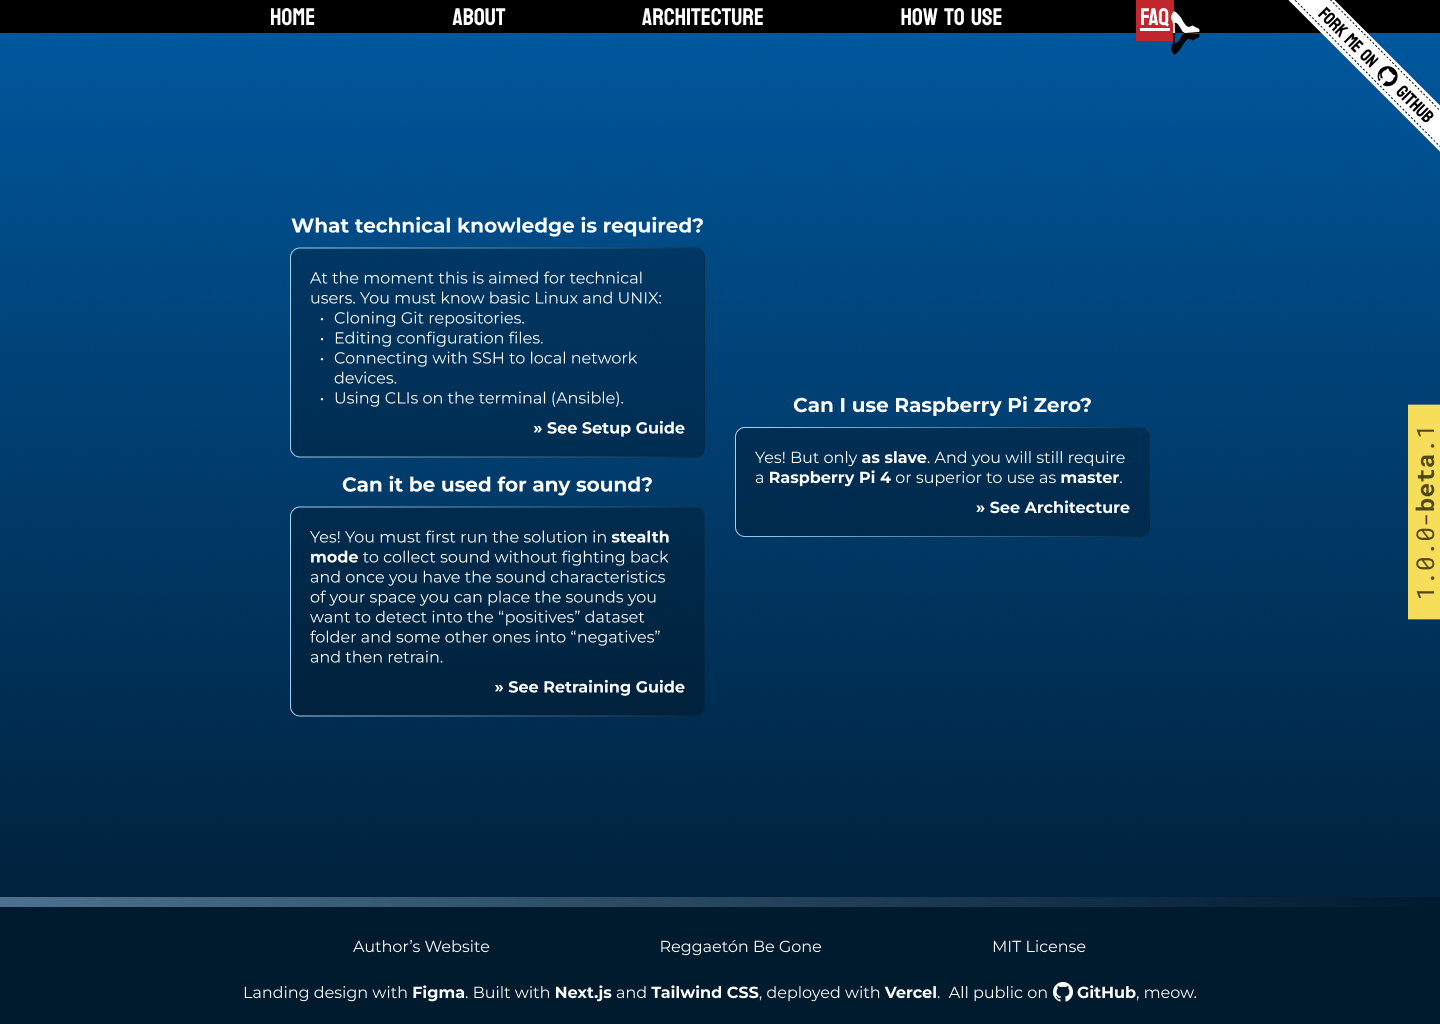 HOME ABOUT ARCHITECTURE HOW TO USE FAQ
FORK ME ON GITHUB
What technical knowledge is required?
At the moment this is aimed for technical
users. You must know basic Linux and UNIX:
• Cloning Git repositories.
• Editing configuration files.
• Connecting with SSH to local network
devices.
• Using CLIs on the terminal (Ansible).
» See Setup Guide
Can it be used for any sound?
Yes! You must first run the solution in stealth
mode to collect sound without fighting back
and once you have the sound characteristics
of your space you can place the sounds you
want to detect into the “positives” dataset
folder and some other ones into “negatives”
and then retrain.
» See Retraining Guide
Can I use Raspberry Pi Zero?
Yes! But only as slave. And you will still require
a Raspberry Pi 4 or superior to use as master.
» See Architecture
1.0.0-beta.1
Author’s Website Reggaetón Be Gone MIT License
Landing design with Figma. Built with Next.js and Tailwind CSS, deployed with Vercel. All public on GitHub, meow.